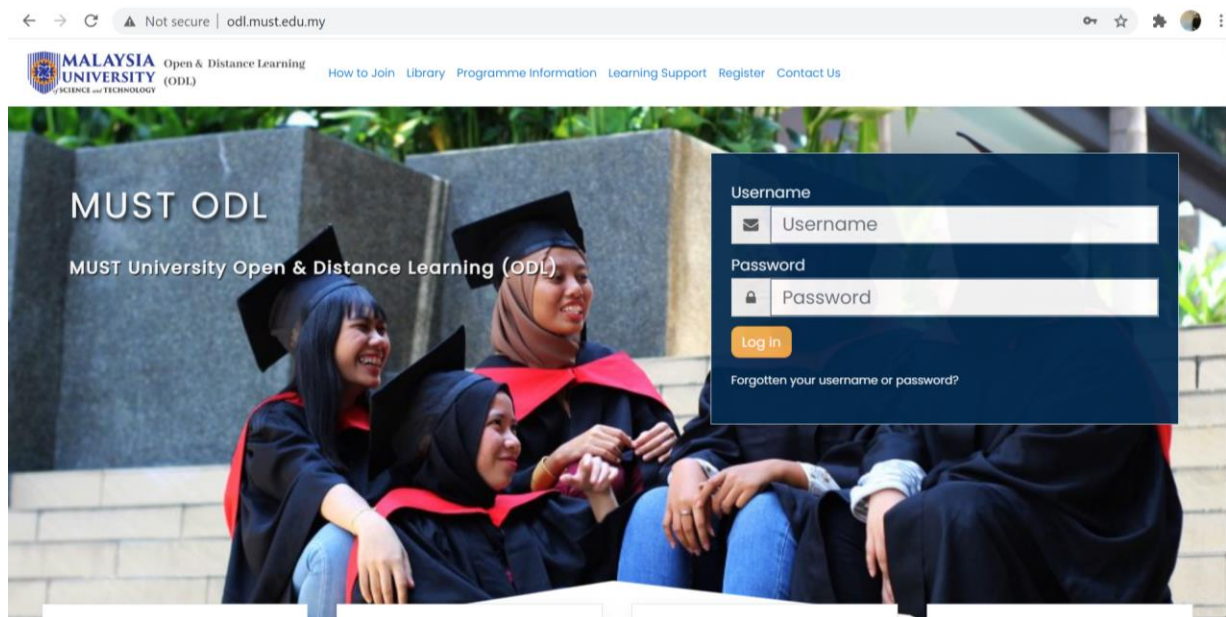 Not secure | odl.must.edu.my
MALAYSIA
UNIVERSITY
of SCIENCE and TECHNOLOGY
Open & Distance Learning
(ODL)
How to Join Library Programme Information Learning Support Register Contact Us
MUST ODL
MUST University Open & Distance Learning (ODL)
Username
Username
Password
Password
Log in
Forgotten your username or password?